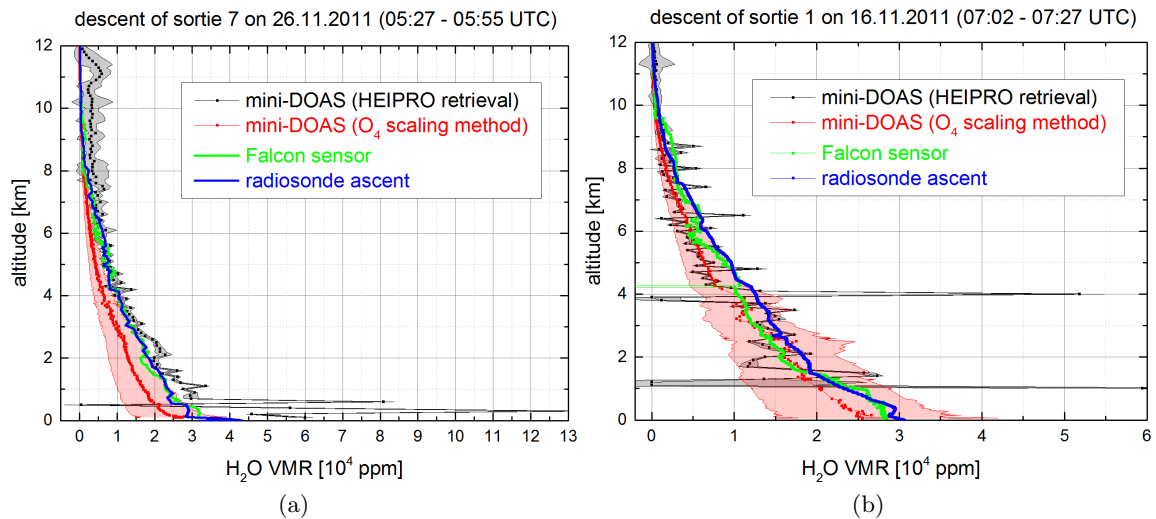 descent of sortie 7 on 26.11.2011 (05:27 - 05:55 UTC)
12
10
8
6
4
2
0
altitude [km]
mini-DOAS (HEIPRO retrieval)
mini-DOAS (O4 scaling method)
Falcon sensor
radiosonde ascent
0 1 2 3 4 5 6 7 8 9 10 11 12 13
H2O VMR [10^4 ppm]
(a)
descent of sortie 1 on 16.11.2011 (07:02 - 07:27 UTC)
12
10
8
6
4
2
0
altitude [km]
mini-DOAS (HEIPRO retrieval)
mini-DOAS (O4 scaling method)
Falcon sensor
radiosonde ascent
0 1 2 3 4 5 6
H2O VMR [10^4 ppm]
(b)